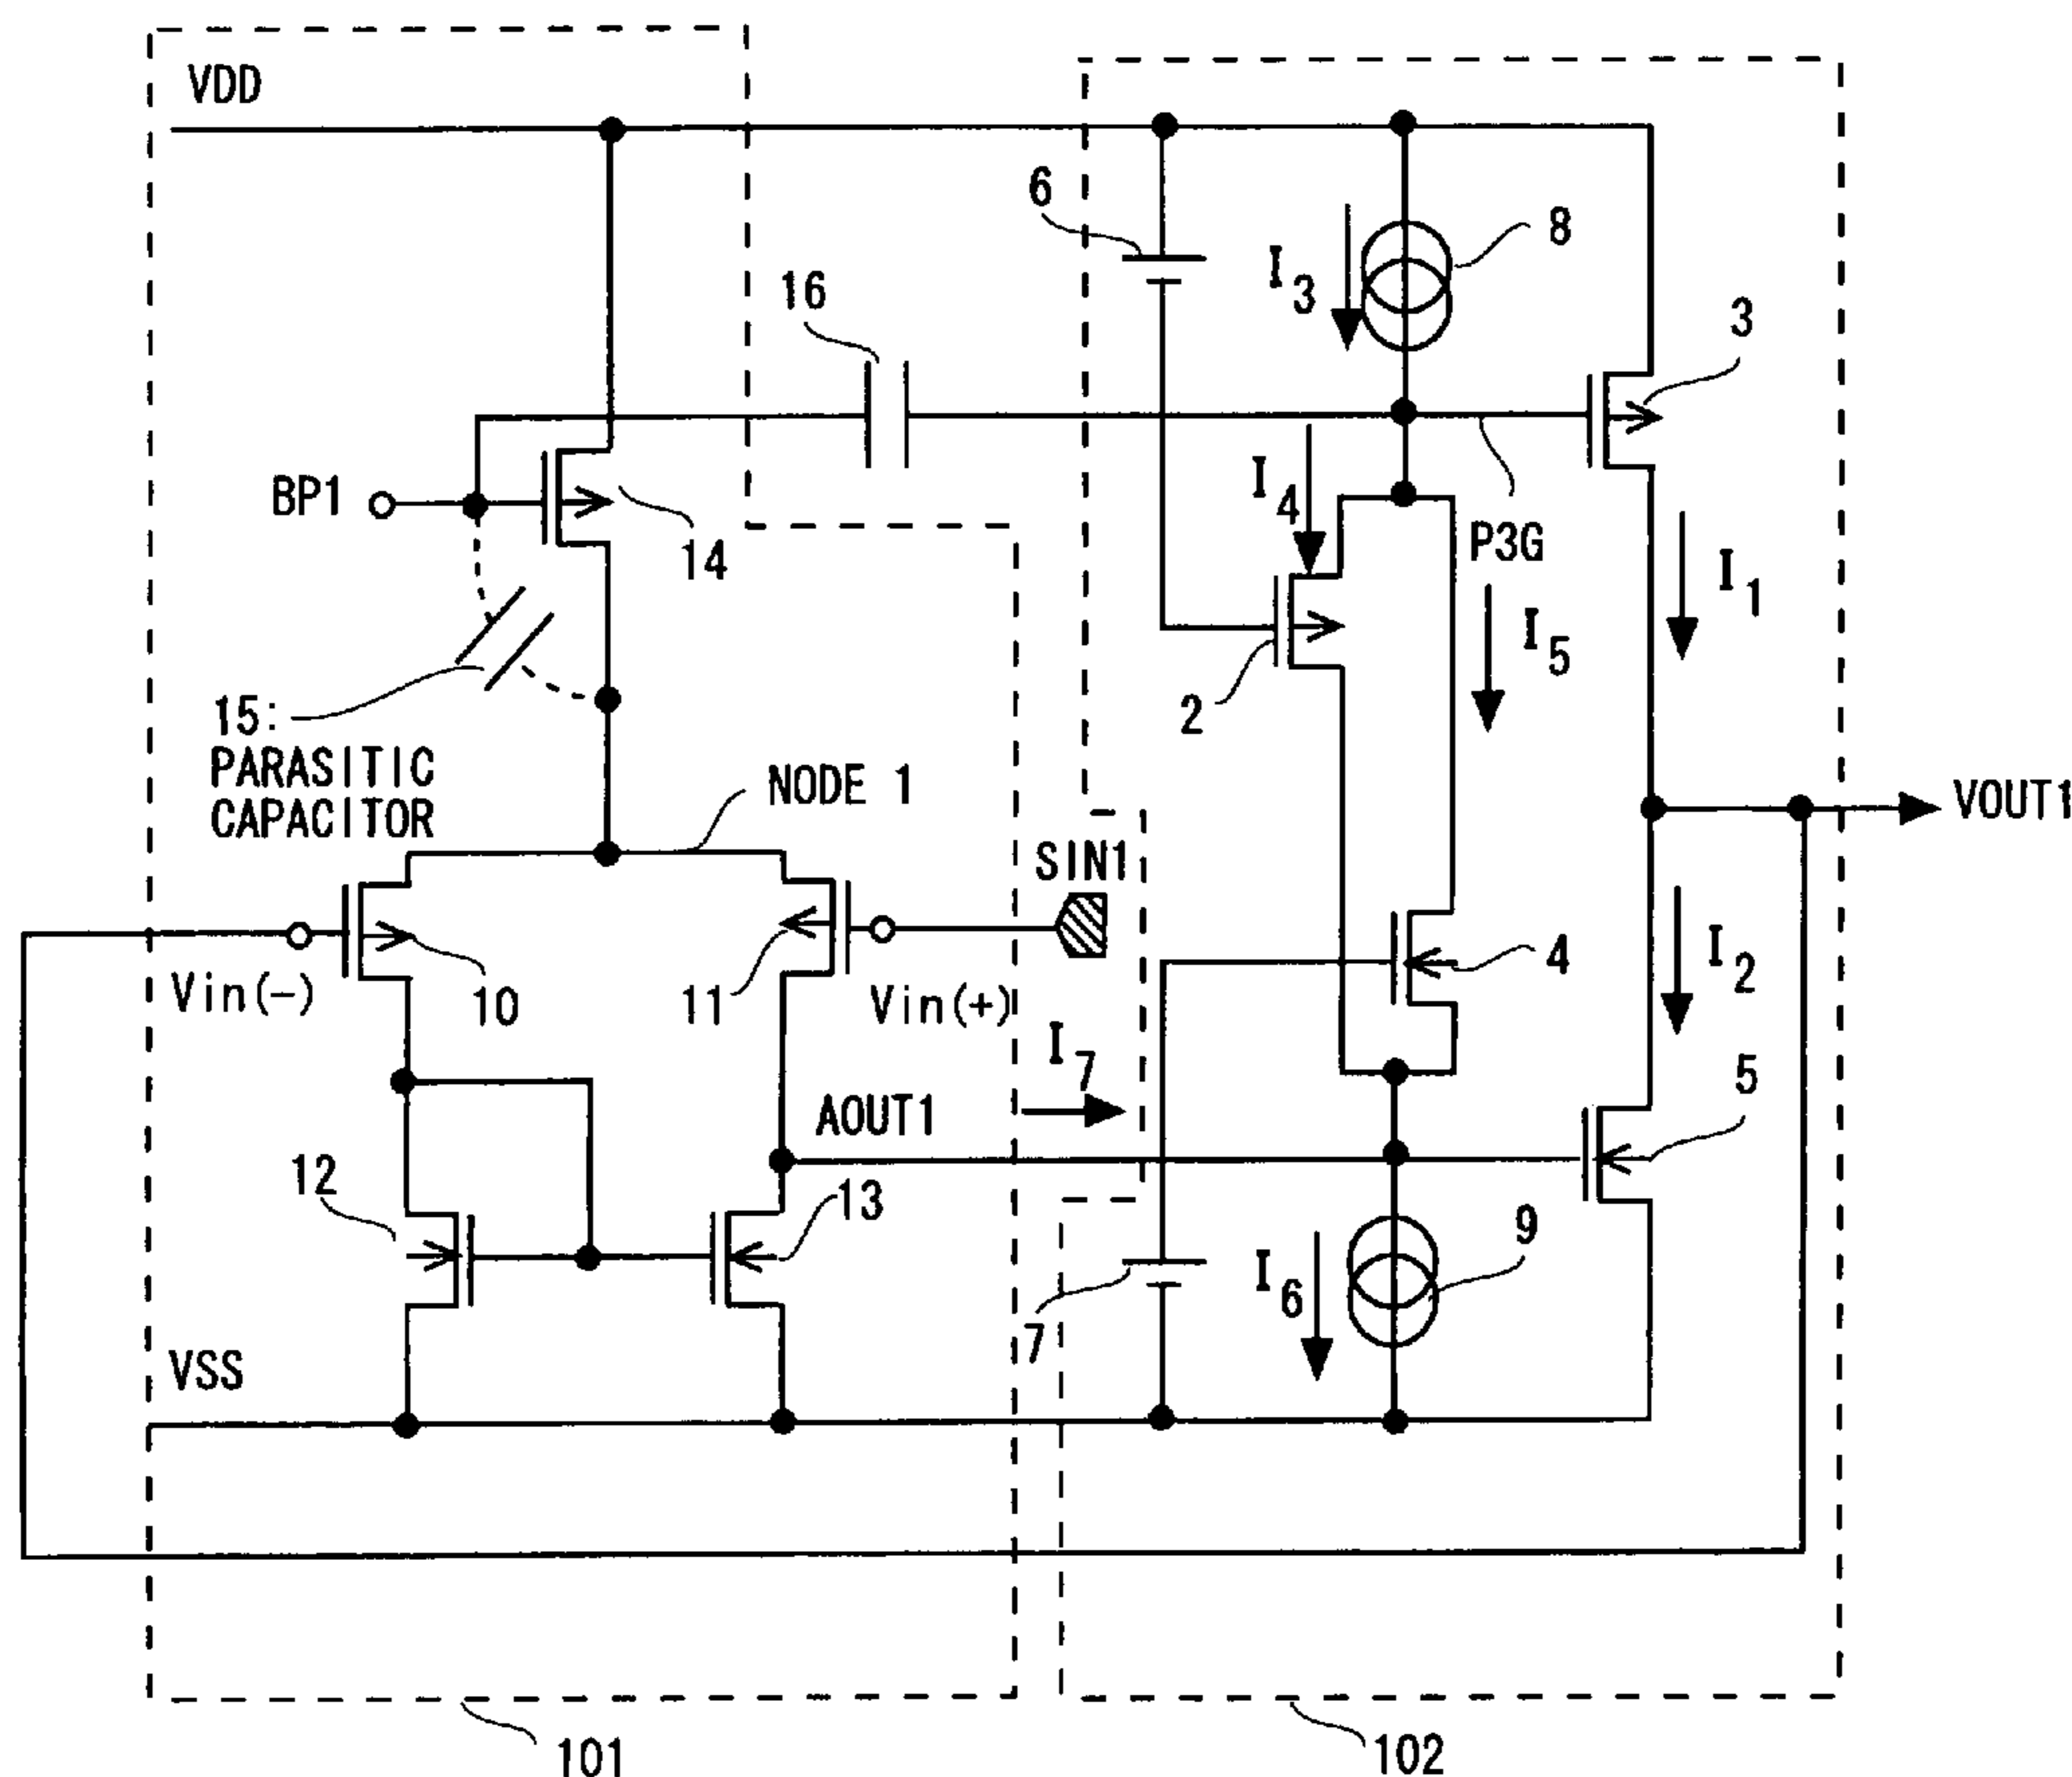 VDD
6
8
I3
16
3
BP1
14
I4
P3G
I1
I5
2
15:
PARASITIC
CAPACITOR
NODE 1
VOUT1
SIN1
4
I2
Vin(-)
10
11
Vin(+)
I7
5
AOUT1
12
13
9
I6
7
VSS
101
102